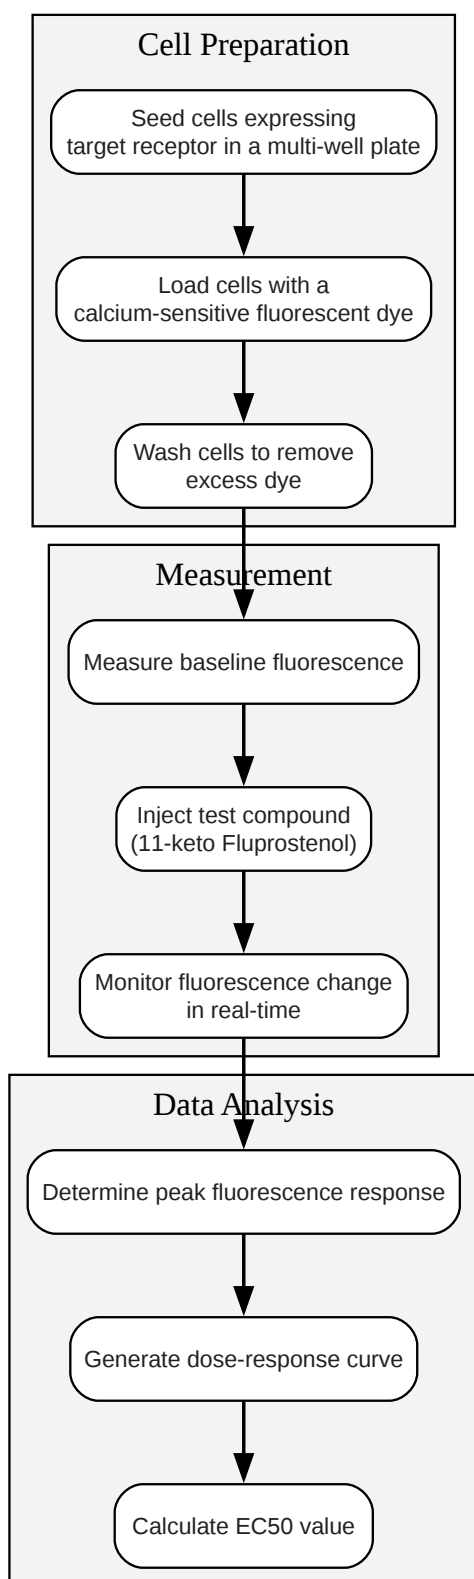 Cell Preparation
Seed cells expressing
target receptor in a multi-well plate
Load cells with a
calcium-sensitive fluorescent dye
Wash cells to remove
excess dye
Measurement
Measure baseline fluorescence
Inject test compound
(11-keto Fluprostenol)
Monitor fluorescence change
in real-time
Data Analysis
Determine peak fluorescence response
Generate dose-response curve
Calculate EC50 value